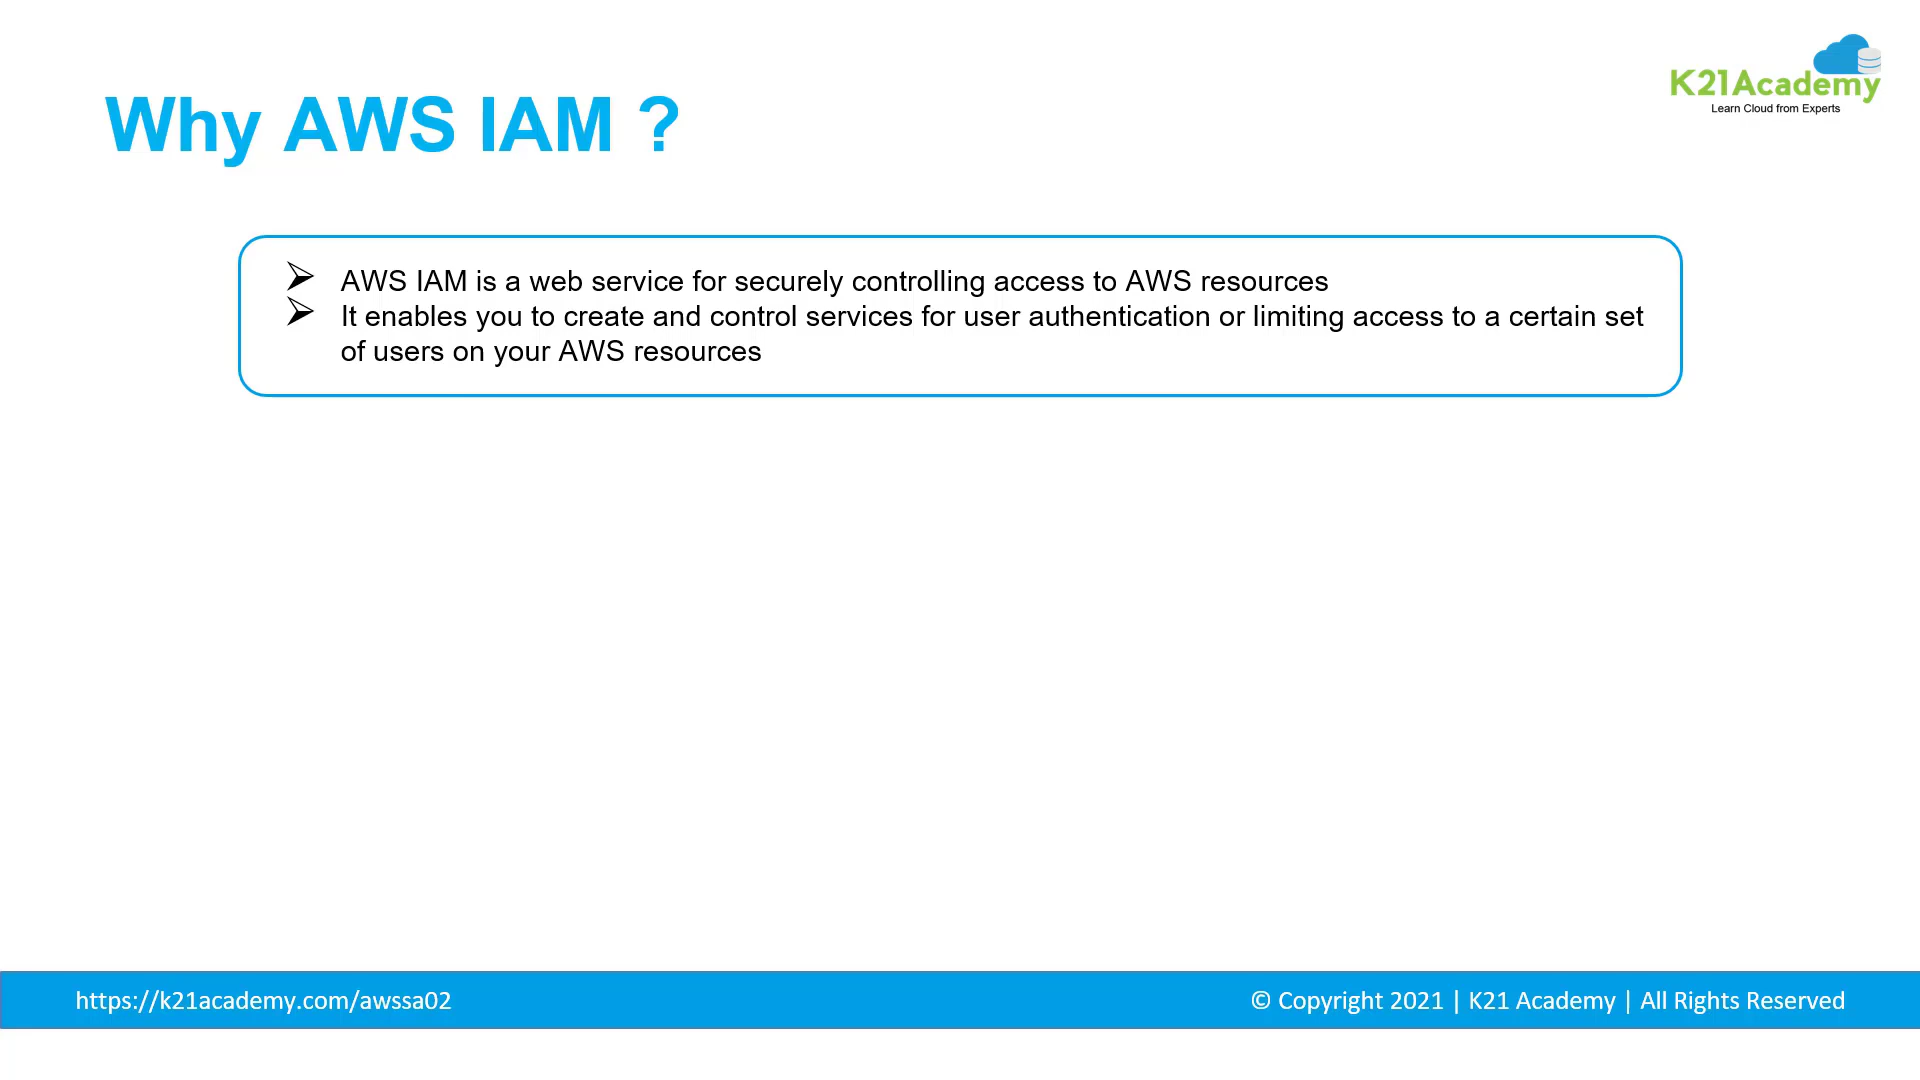 K21Academy
Learn Cloud from Experts
Why AWS IAM ?
➢ AWS IAM is a web service for securely controlling access to AWS resources
➢ It enables you to create and control services for user authentication or limiting access to a certain set
of users on your AWS resources
https://k21academy.com/awssa02
© Copyright 2021 | K21 Academy | All Rights Reserved